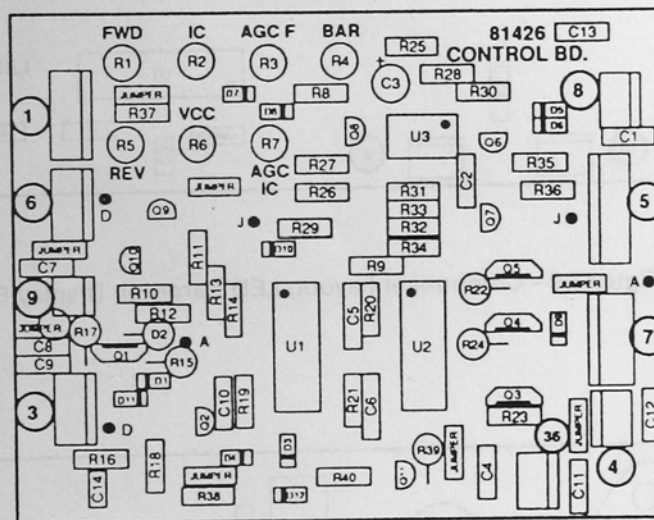 FWD IC AGC F BAR 81426 C13
CONTROL BD.
R1 R2 R3 R4 R25
C3 R28
JUMPER D7 R8 R30 8
1 R37 D5
VCC D6 C1
R5 R6 R7 Q8 U3 Q6
REV AGC R27 C2 R35
IC
6 JUMPER R26 R31 R36 5
D Q9 J R33 Q7 J
R29 R32
JUMPER Q10 R11 D10 R34
C7 R9 Q5
9 R10 R13 R22 JUMPER A
R12 R14 C5 R20
JUMPER R17 D2 A U1 U2 Q4 7
C8 Q1 R15 R24
C9
D1
3 D11 C10 R19 R21 C6 Q3
Q2 R23 C12
D 36 JUMPER
R16 R18 D4 D3 R39 JUMPER 4
JUMPER R40 Q11 C4
C14 R38 D12 C11